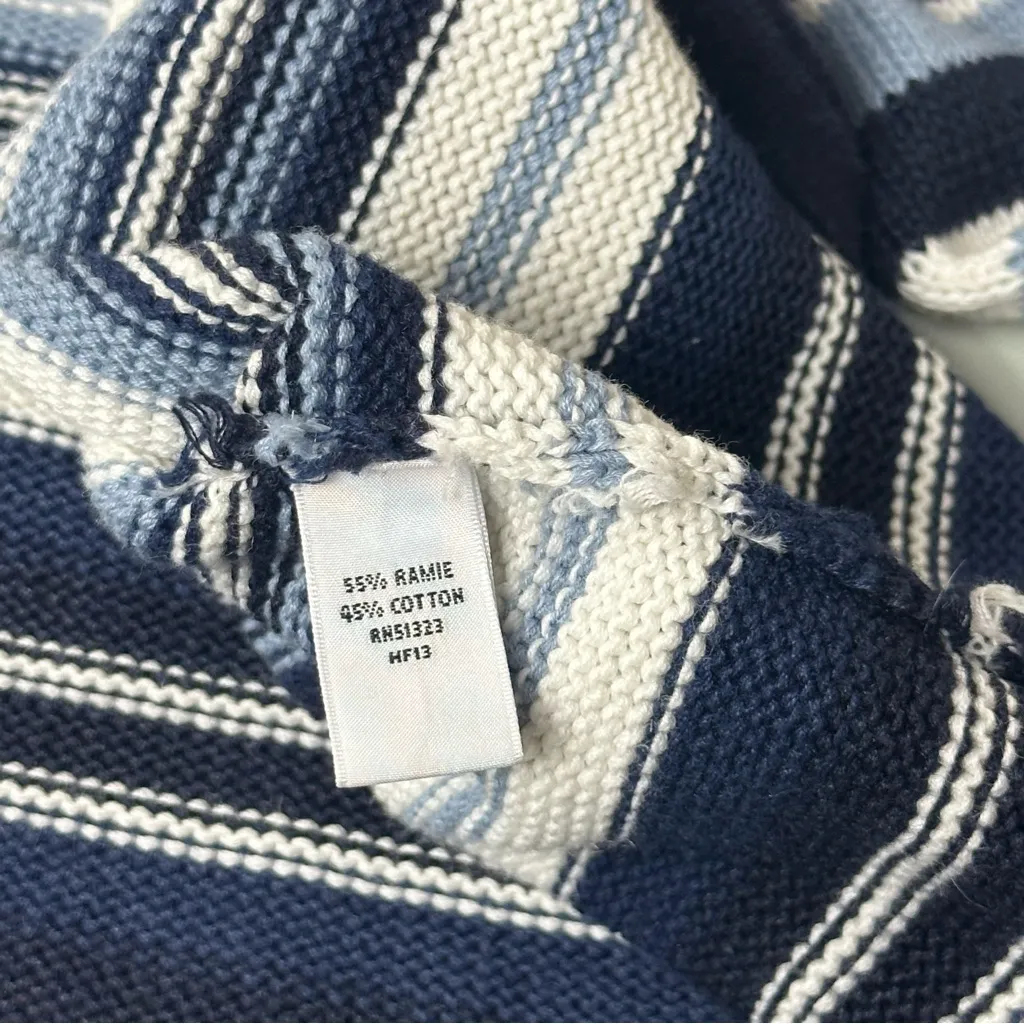 55% RAMIE
45% COTTON
RN51323
HF13